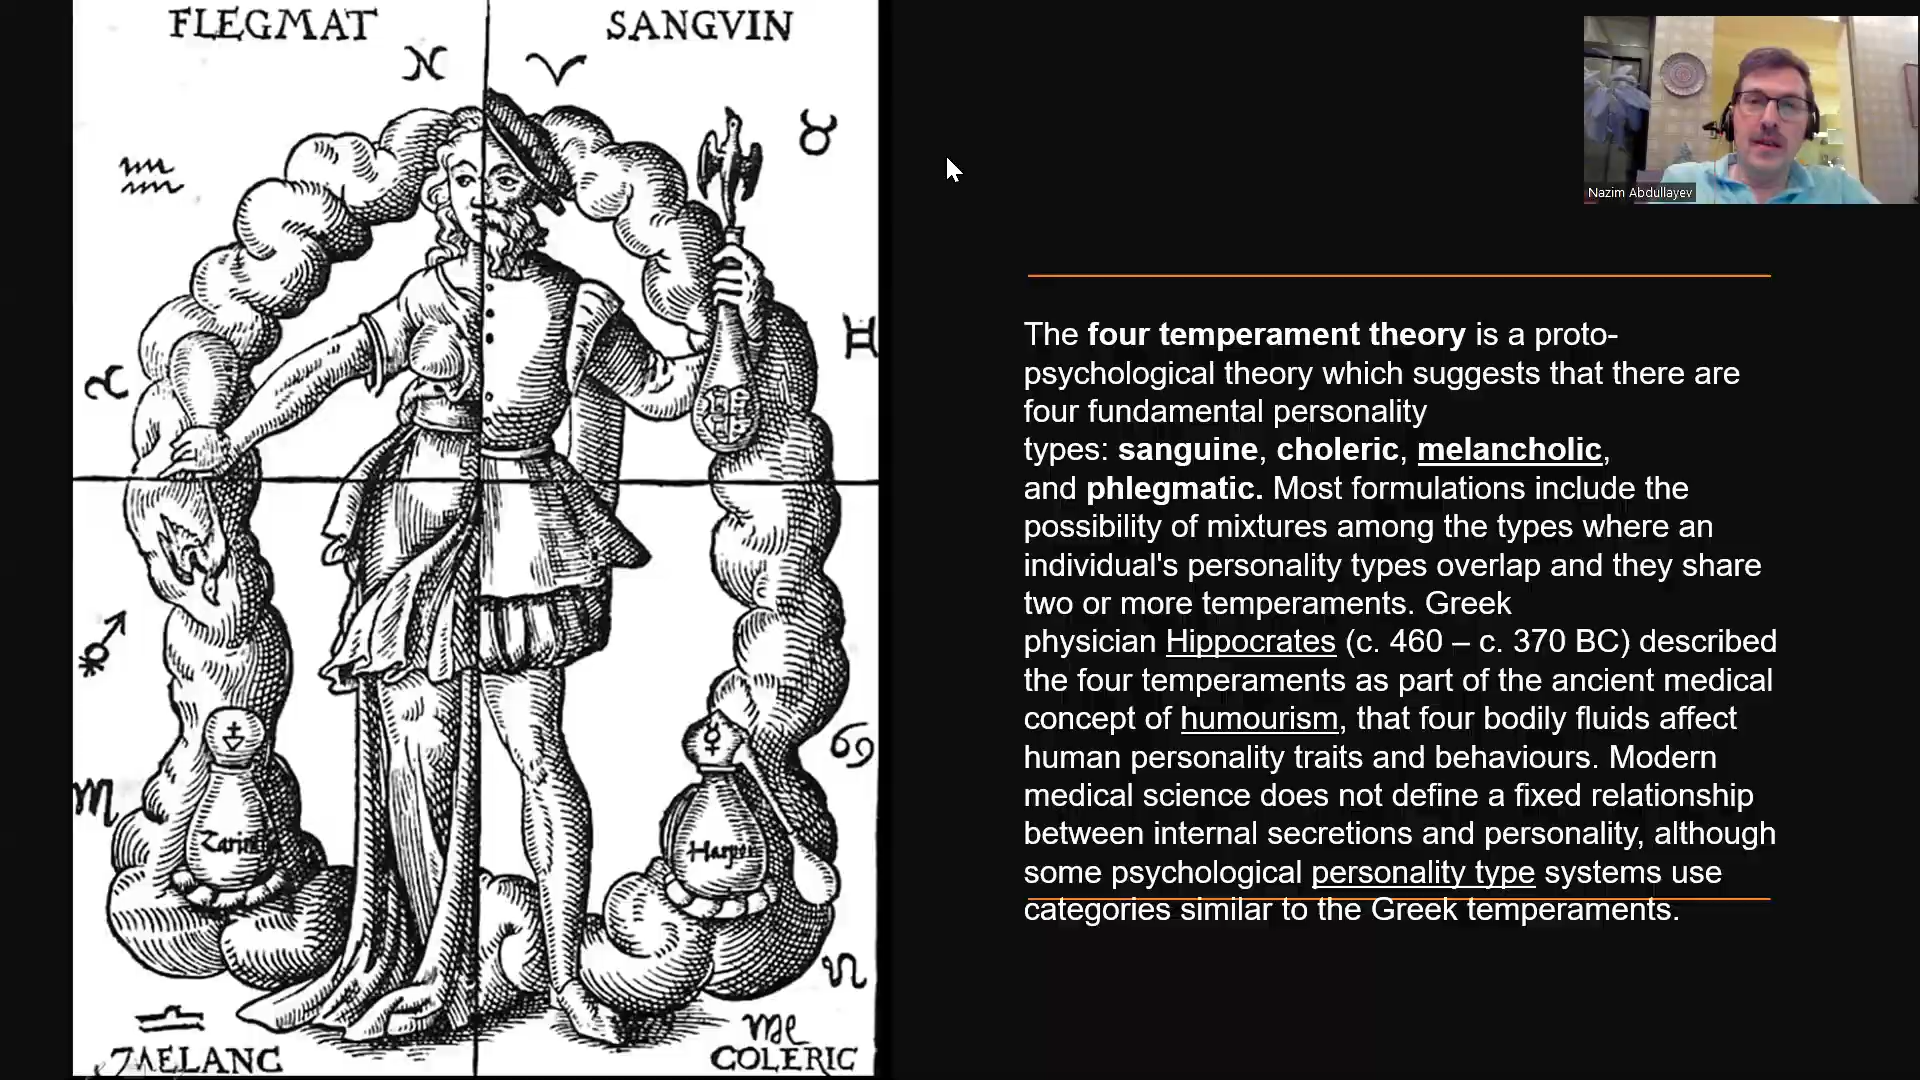 FLEGMAT
SANGVIN
Nazim Abdullayev
The four temperament theory is a proto-
psychological theory which suggests that there are
four fundamental personality
types: sanguine, choleric, melancholic,
and phlegmatic. Most formulations include the
possibility of mixtures among the types where an
individual's personality types overlap and they share
two or more temperaments. Greek
physician Hippocrates (c. 460 – c. 370 BC) described
the four temperaments as part of the ancient medical
concept of humourism, that four bodily fluids affect
human personality traits and behaviours. Modern
medical science does not define a fixed relationship
between internal secretions and personality, although
some psychological personality type systems use
categories similar to the Greek temperaments.
MELANC
COLERIC